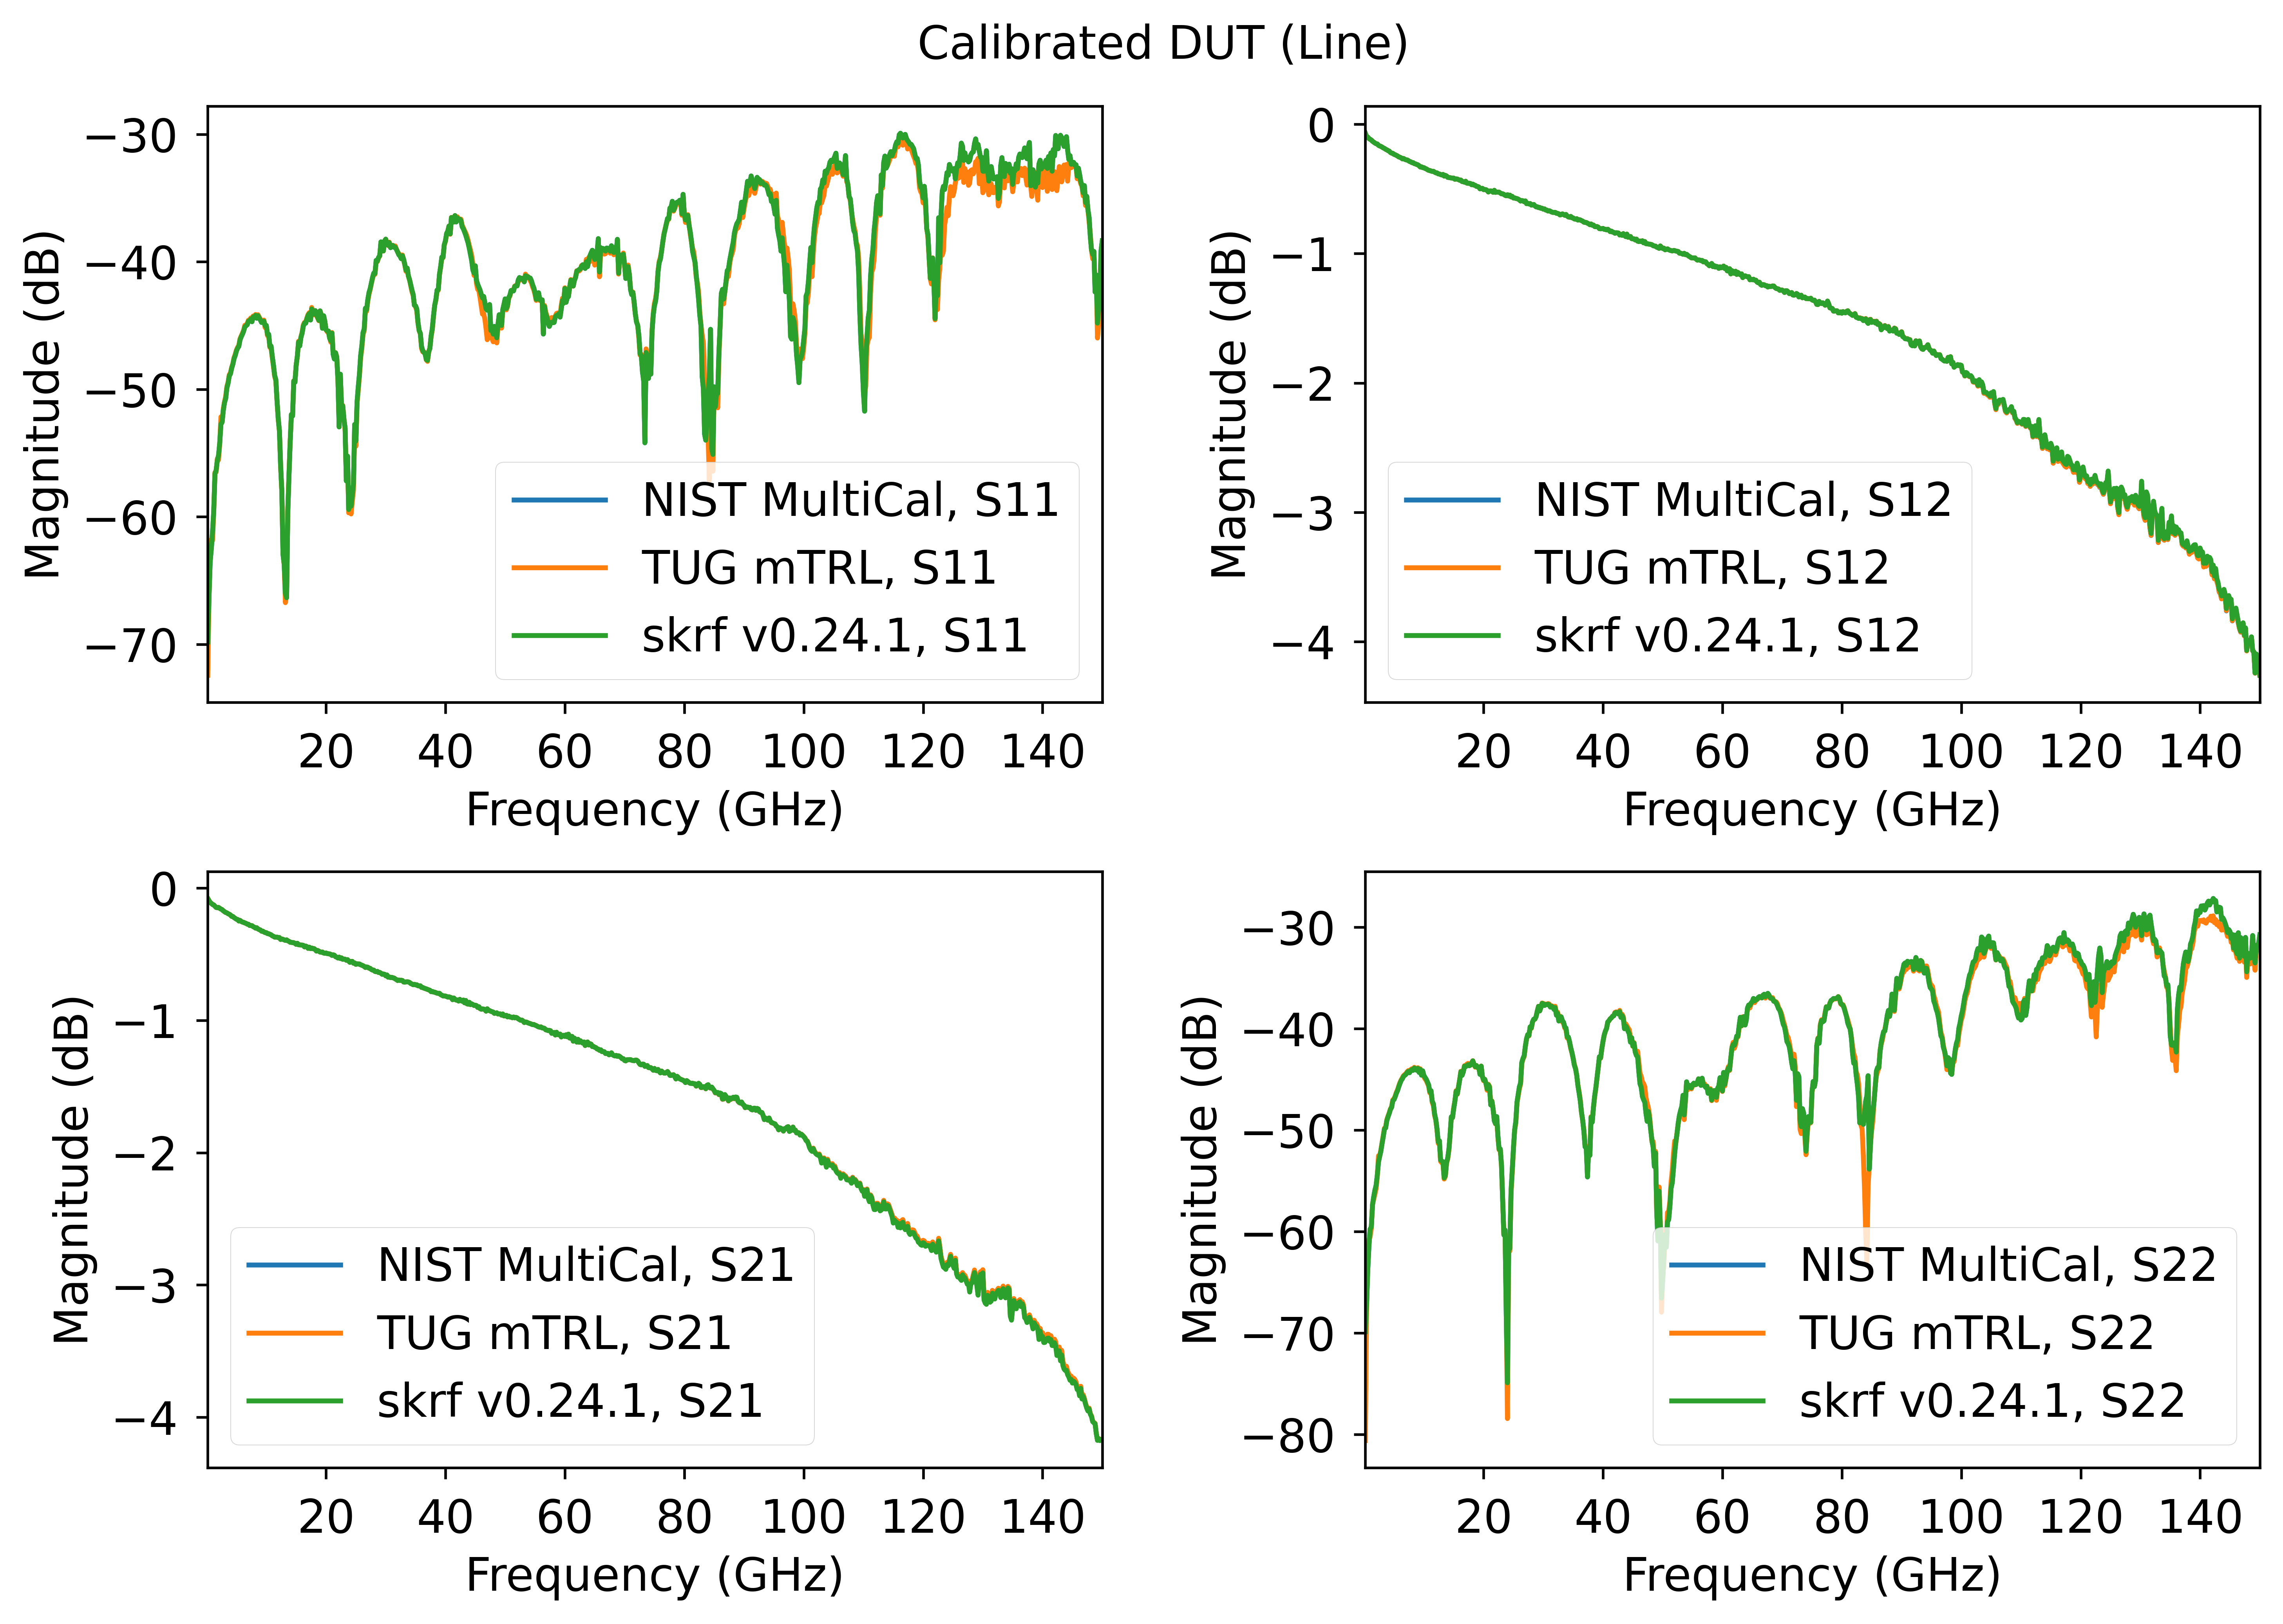 Calibrated DUT (Line)
Magnitude (dB)
−30
−40
−50
−60
−70
NIST MultiCal, S11
TUG mTRL, S11
skrf v0.24.1, S11
20 40 60 80 100 120 140
Frequency (GHz)
Magnitude (dB)
0
−1
−2
−3
−4
NIST MultiCal, S12
TUG mTRL, S12
skrf v0.24.1, S12
20 40 60 80 100 120 140
Frequency (GHz)
Magnitude (dB)
0
−1
−2
−3
−4
NIST MultiCal, S21
TUG mTRL, S21
skrf v0.24.1, S21
20 40 60 80 100 120 140
Frequency (GHz)
Magnitude (dB)
−30
−40
−50
−60
−70
−80
NIST MultiCal, S22
TUG mTRL, S22
skrf v0.24.1, S22
20 40 60 80 100 120 140
Frequency (GHz)